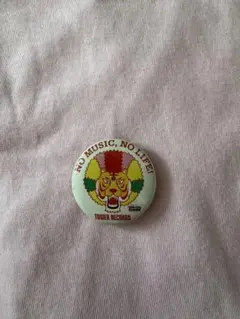 NO MUSIC, NO LIFE!
TOWER RECORDS